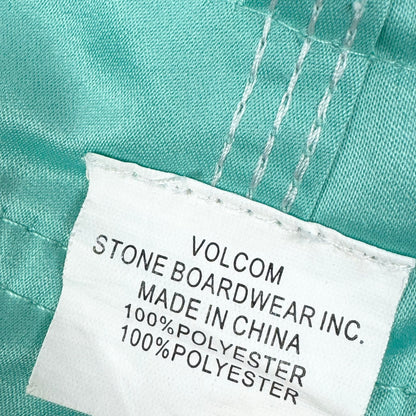 VOLCOM
STONE BOARDWEAR INC.
MADE IN CHINA
100%POLYESTER
100%POLYESTER